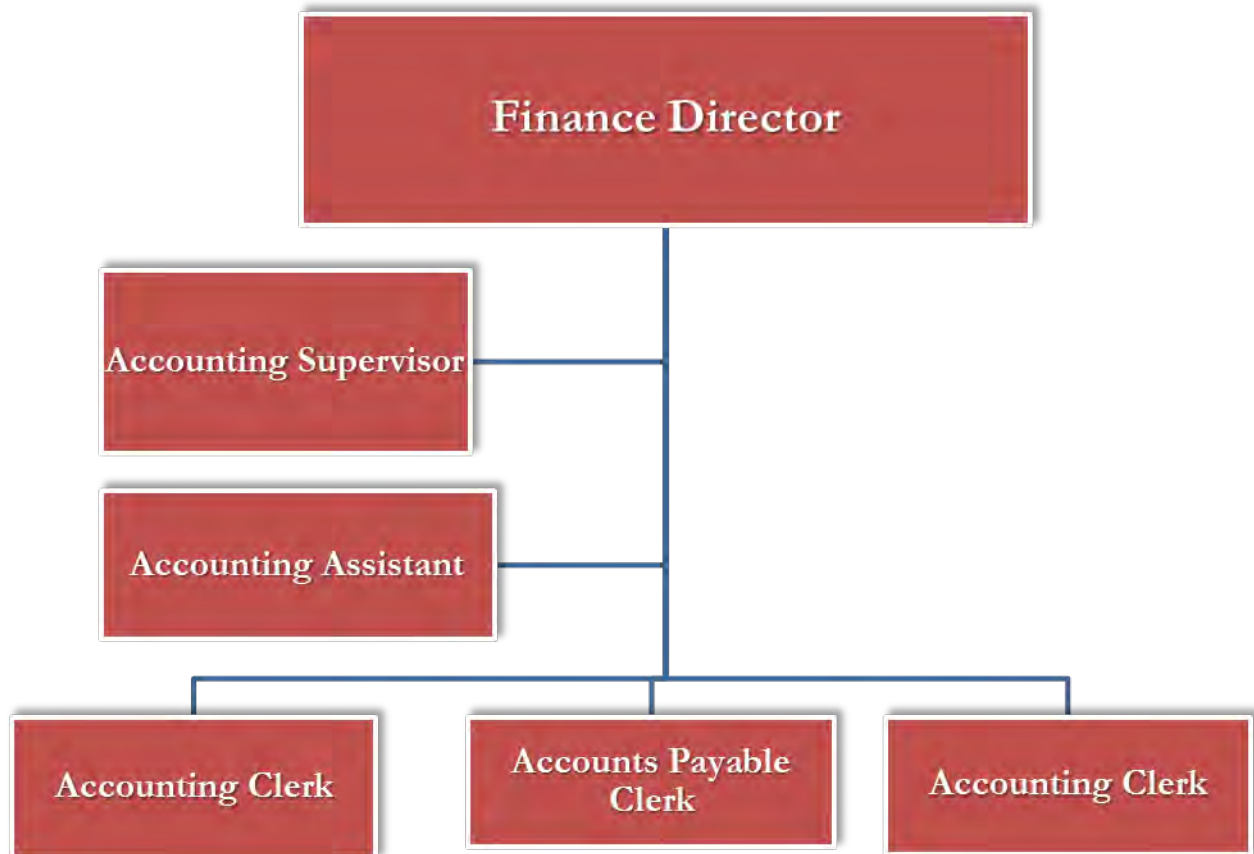 Finance Director
Accounting Supervisor
Accounting Assistant
Accounting Clerk
Accounts Payable
Clerk
Accounting Clerk